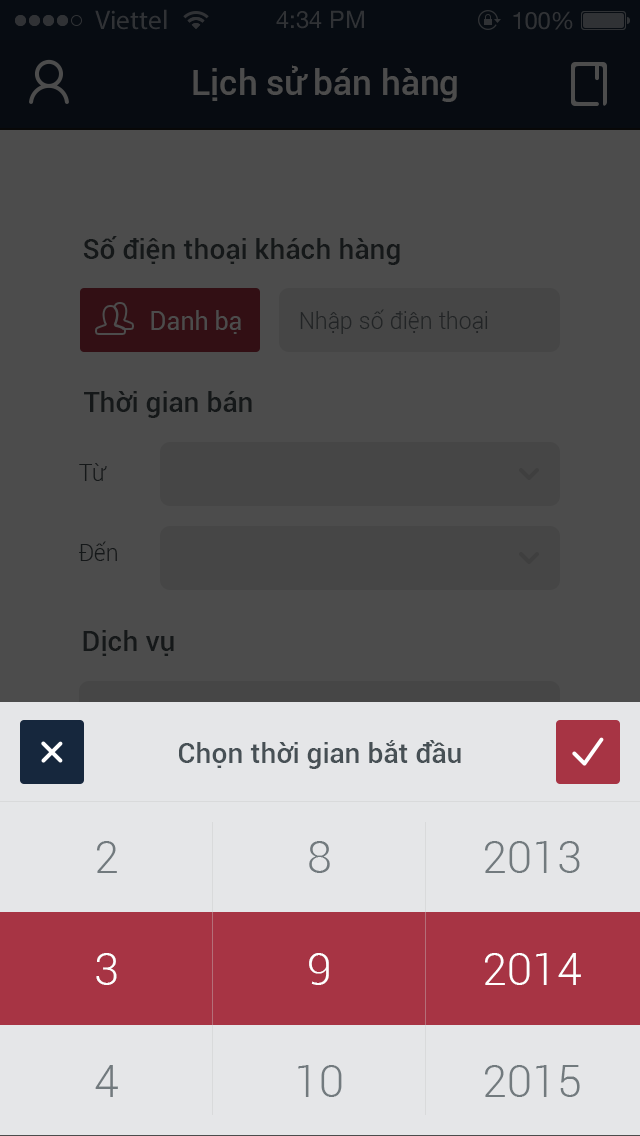 Viettel 4:34 PM 100%
Lịch sử bán hàng
Số điện thoại khách hàng
Danh bạ Nhập số điện thoại
Thời gian bán
Từ
Đến
Dịch vụ
Chọn thời gian bắt đầu
2 8 2013
3 9 2014
4 10 2015